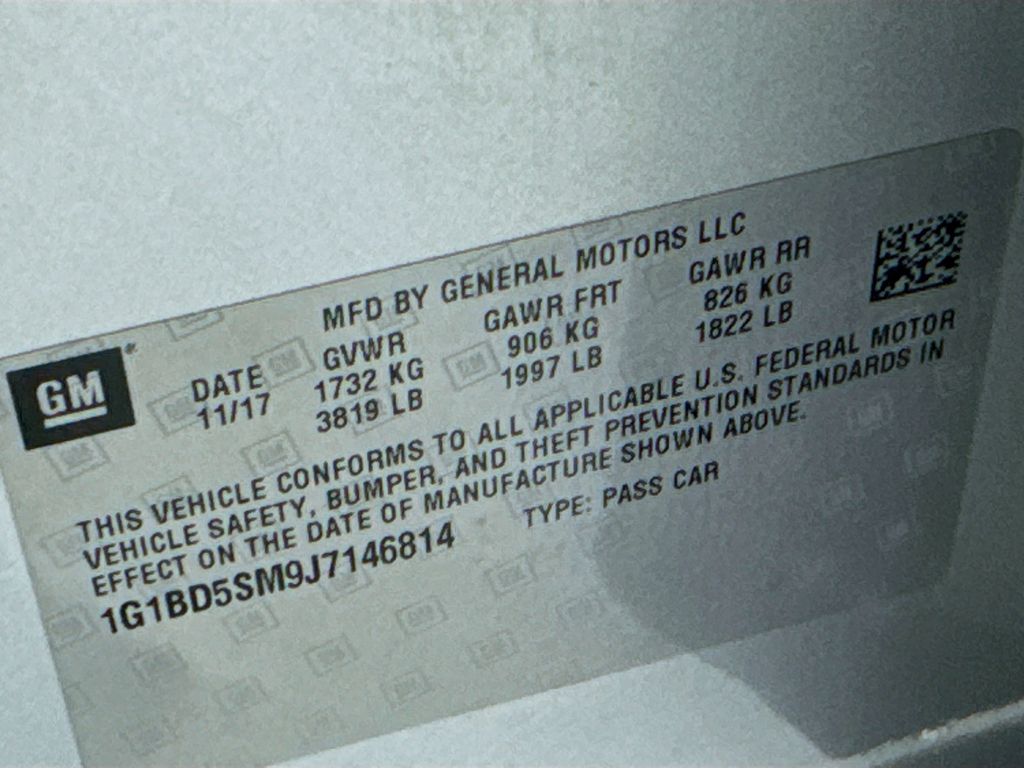 MFD BY GENERAL MOTORS LLC
GM
DATE GVWR GAWR FRT GAWR RR
11/17 1732 KG 906 KG 826 KG
3819 LB 1997 LB 1822 LB
THIS VEHICLE CONFORMS TO ALL APPLICABLE U.S. FEDERAL MOTOR
VEHICLE SAFETY, BUMPER, AND THEFT PREVENTION STANDARDS IN
EFFECT ON THE DATE OF MANUFACTURE SHOWN ABOVE.
1G1BD5SM9J7146814 TYPE: PASS CAR